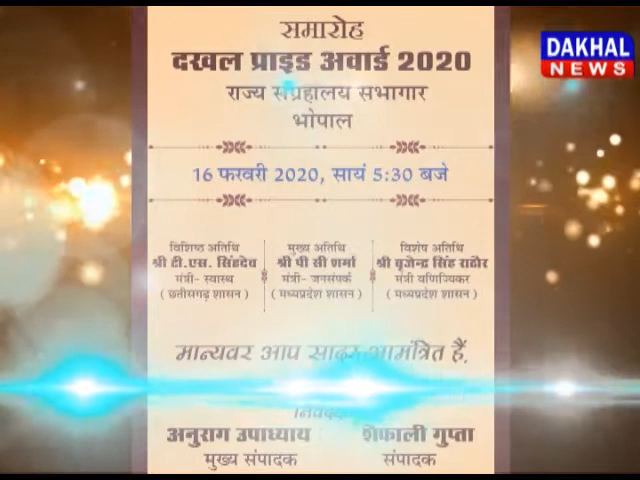 समारोह
दखल प्राइड अवार्ड 2020
राज्य संग्रहालय सभागार
भोपाल
16 फरवरी 2020, सायं 5:30 बजे
विशिष्ठ अतिथि
श्री टी.एस. सिंहदेव
मंत्री- स्वास्थ
( छत्तीसगढ़ शासन )
मुख्य अतिथि
श्री पी सी शर्मा
मंत्री- जनसंपर्क
( मध्यप्रदेश शासन )
विशेष अतिथि
श्री बृजेन्द्र सिंह राठौर
मंत्री वाणिज्यिकर
( मध्यप्रदेश शासन )
मान्यवर आप सादर आमंत्रित हैं,
अनुराग उपाध्याय
मुख्य संपादक
शैफाली गुप्ता
संपादक
DAKHAL
NEWS